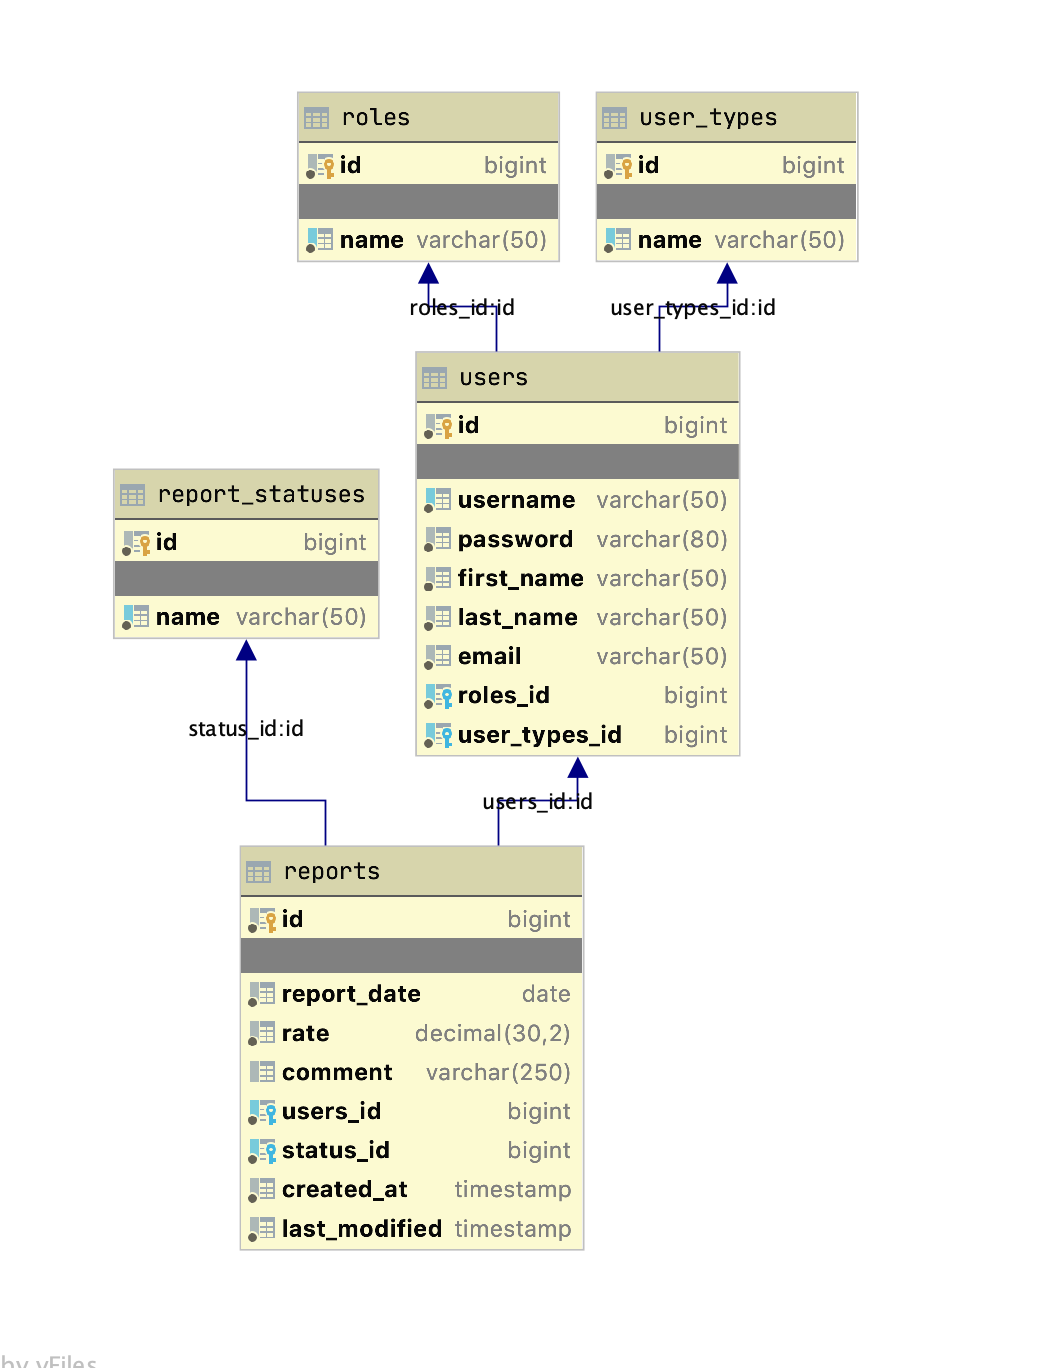 roles
id bigint
name varchar(50)
user_types
id bigint
name varchar(50)
roles_id:id
user_types_id:id
users
id bigint
username varchar(50)
password varchar(80)
first_name varchar(50)
last_name varchar(50)
email varchar(50)
roles_id bigint
user_types_id bigint
report_statuses
id bigint
name varchar(50)
status_id:id
users_id:id
reports
id bigint
report_date date
rate decimal(30,2)
comment varchar(250)
users_id bigint
status_id bigint
created_at timestamp
last_modified timestamp
by yFiles